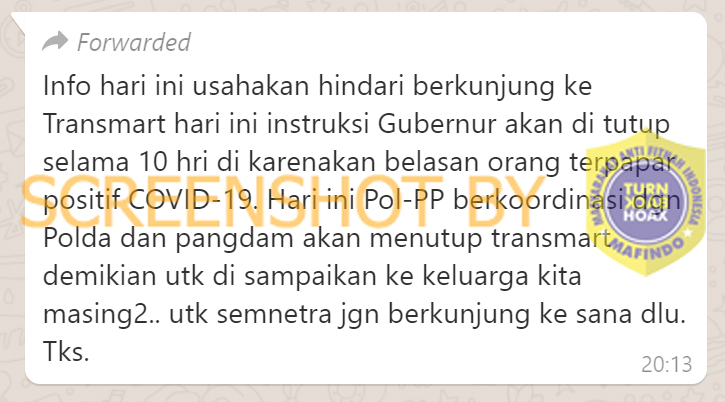 Forwarded
Info hari ini usahakan hindari berkunjung ke
Transmart hari ini instruksi Gubernur akan di tutup
selama 10 hri di karenakan belasan orang terpapar
positif COVID-19. Hari ini Pol-PP berkoordinasi dgn
Polda dan pangdam akan menutup transmart
demikian utk di sampaikan ke keluarga kita
masing2.. utk semnetra jgn berkunjung ke sana dlu.
Tks.
20:13
SCREENSHOT BY
MASYARAKAT ANTI FITNAH INDONESIA
TURN
BACK
HOAX
MAFINDO